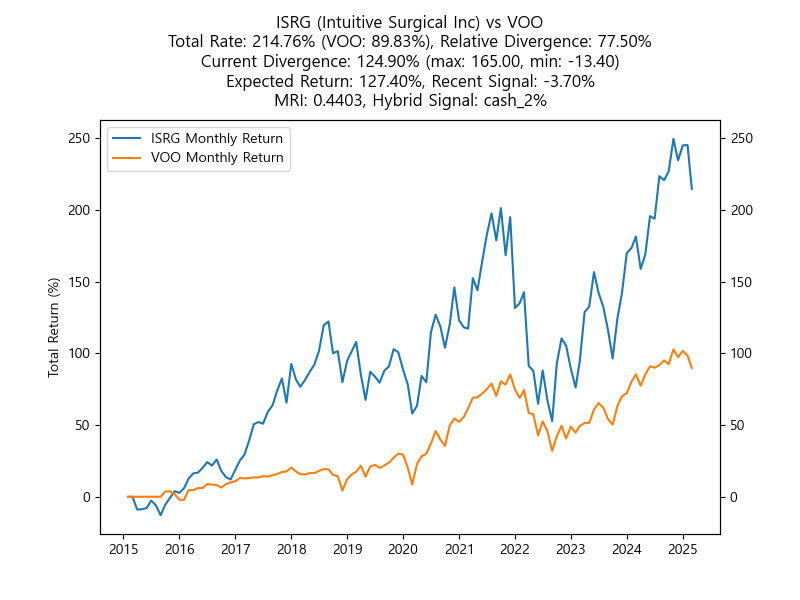 ISRG (Intuitive Surgical Inc) vs VOO
Total Rate: 214.76% (VOO: 89.83%), Relative Divergence: 77.50%
Current Divergence: 124.90% (max: 165.00, min: -13.40)
Expected Return: 127.40%, Recent Signal: -3.70%
MRI: 0.4403, Hybrid Signal: cash_2%
ISRG Monthly Return
VOO Monthly Return
Total Return (%)
250
200
150
100
50
0
250
200
150
100
50
0
2015 2016 2017 2018 2019 2020 2021 2022 2023 2024 2025